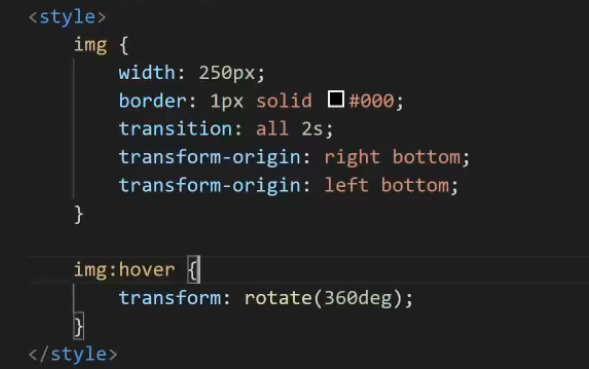 <style>
img {
width: 250px;
border: 1px solid #000;
transition: all 2s;
transform-origin: right bottom;
transform-origin: left bottom;
}
img:hover {
transform: rotate(360deg);
}
</style>